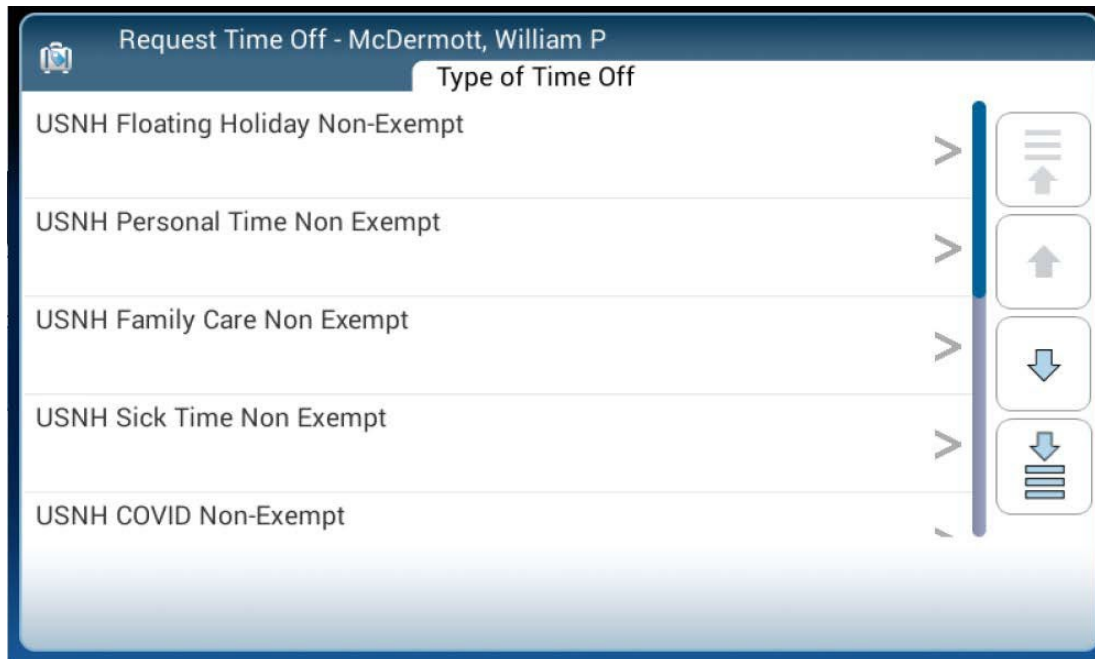 Request Time Off - McDermott, William P
Type of Time Off
USNH Floating Holiday Non-Exempt
USNH Personal Time Non Exempt
USNH Family Care Non Exempt
USNH Sick Time Non Exempt
USNH COVID Non-Exempt